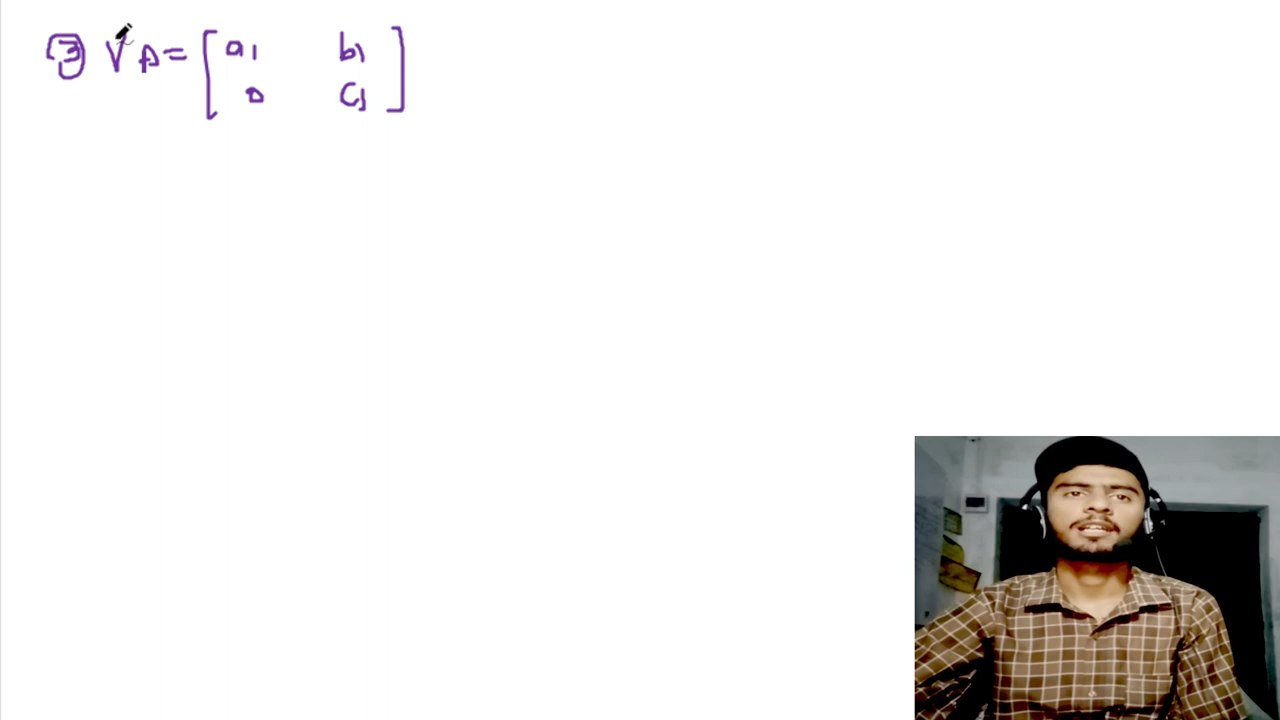 ③ ∀ A = [ a1 b1
0 c1 ]